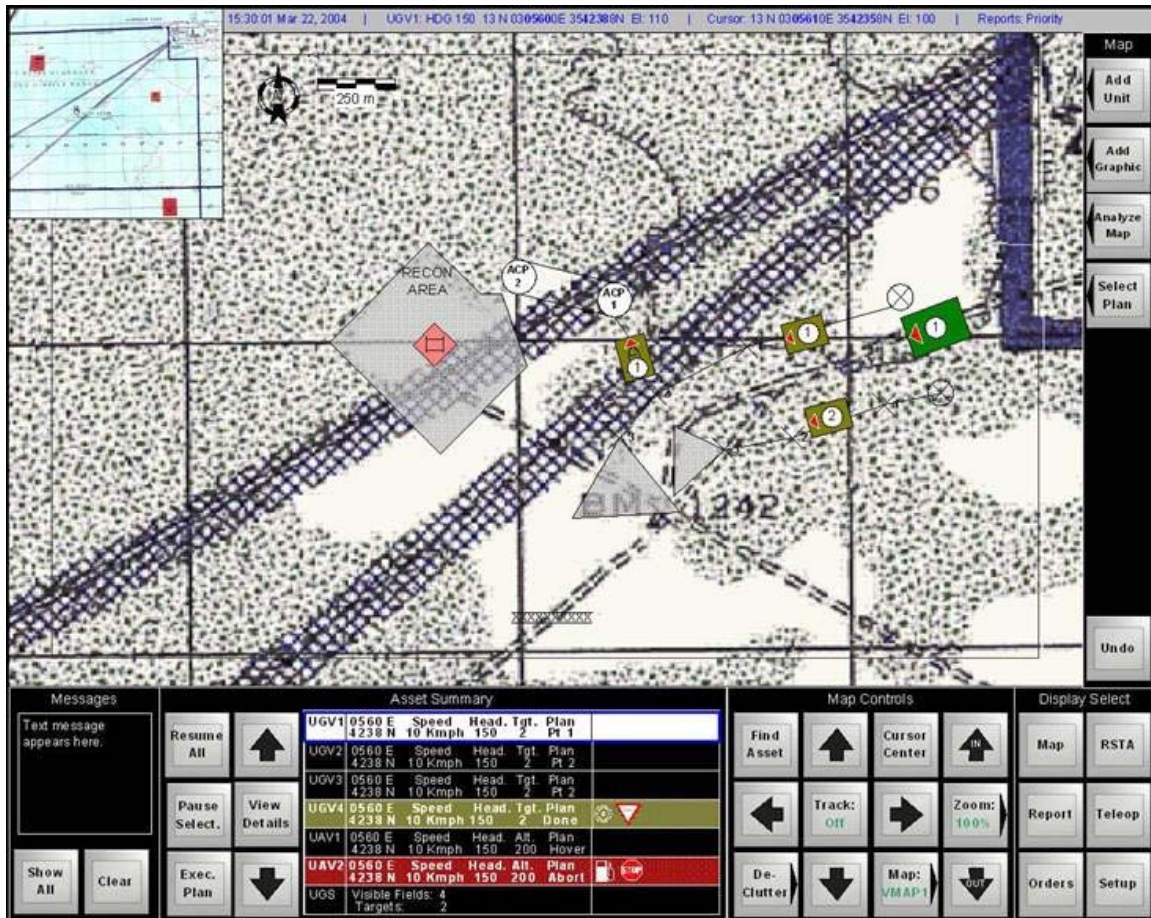 15:30:01 Mar 22, 2004 | UGV1: HDG 150 13 N 0305600E 3542388N El: 110 | Cursor: 13 N 0305610E 3542358N El: 100 | Reports: Priority
Map
Add Unit
Add Graphic
Analyze Map
Select Plan
Undo
250 m
RECON AREA
ACP 2
ACP 1
1
1
1
2
BM 1242
XXXXXXXXXX
Messages
Text message
appears here.
Show All
Clear
Asset Summary
Resume All
Pause Select.
View Details
Exec. Plan
UGV1 0560 E Speed Head. Tgt. Plan
4238 N 10 Kmph 150 2 Pt 1
UGV2 0560 E Speed Head. Tgt. Plan
4238 N 10 Kmph 150 2 Pt 2
UGV3 0560 E Speed Head. Tgt. Plan
4238 N 10 Kmph 150 2 Pt 2
UGV4 0560 E Speed Head. Tgt. Plan
4238 N 10 Kmph 150 2 Done
UAV1 0560 E Speed Head. Alt. Plan
4238 N 10 Kmph 150 200 Hover
UAV2 0560 E Speed Head. Alt. Plan
4238 N 10 Kmph 150 200 Abort
STOP
UGS Visible Fields: 4
Targets: 2
Map Controls
Find Asset
Cursor Center
IN
Track: Off
Zoom: 100%
De-Clutter
Map: VMAP1
OUT
Display Select
Map
RSTA
Report
Teleop
Orders
Setup